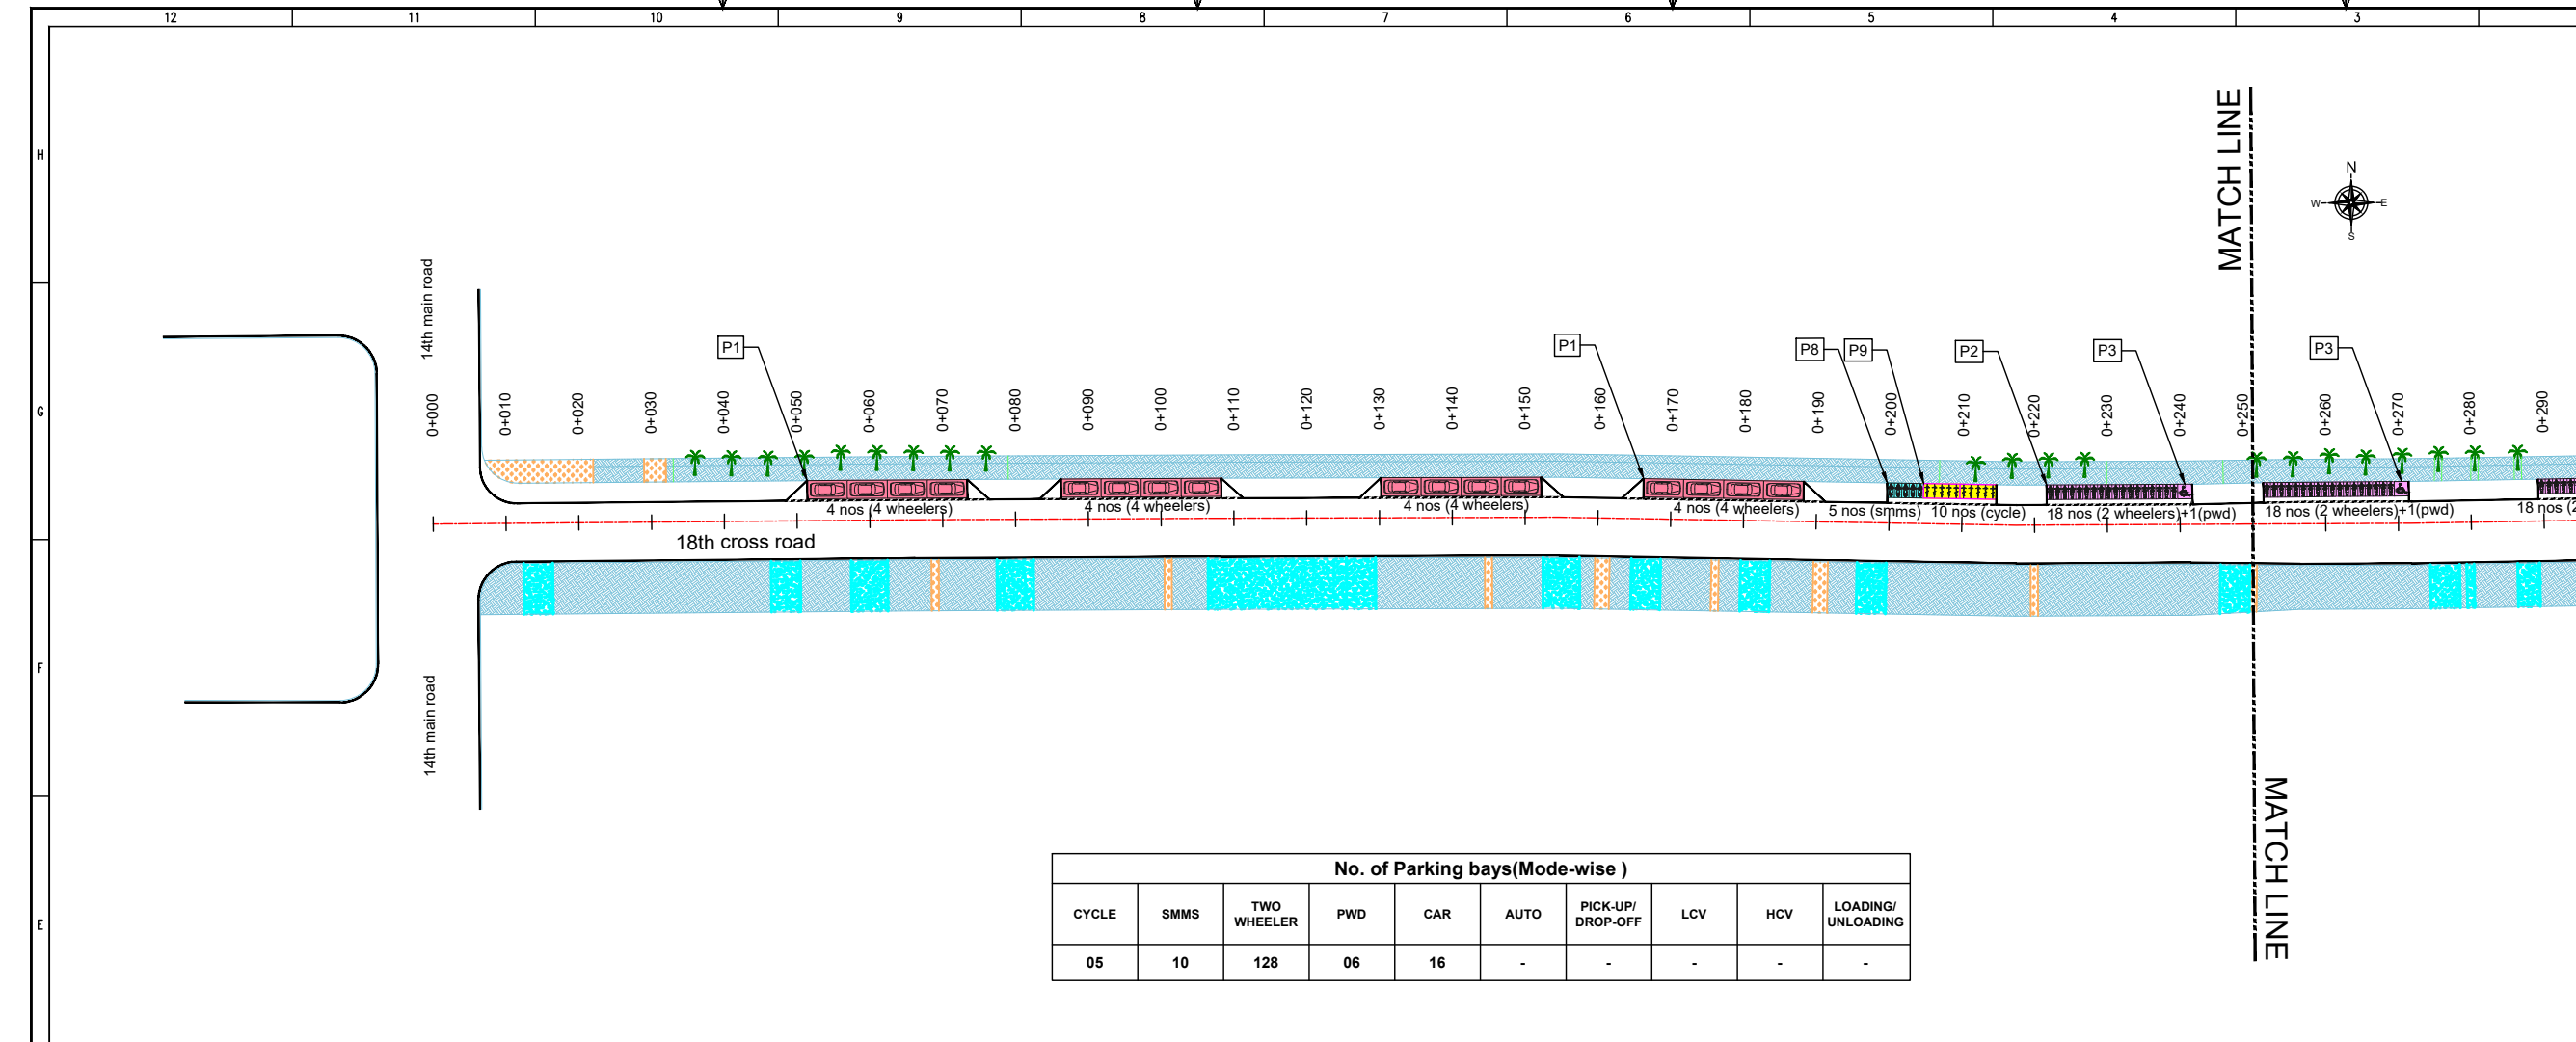 12 11 10 9 8 7 6 5 4 3
H
G
F
E
MATCH LINE
N
W E
S
14th main road
P1 P1 P8 P9 P2 P3 P3
0+000 0+010 0+020 0+030 0+040 0+050 0+060 0+070 0+080 0+090 0+100 0+110 0+120 0+130 0+140 0+150 0+160 0+170 0+180 0+190 0+200 0+210 0+220 0+230 0+240 0+250 0+260 0+270 0+280 0+290
4 nos (4 wheelers) 4 nos (4 wheelers) 4 nos (4 wheelers) 4 nos (4 wheelers) 5 nos (smms) 10 nos (cycle) 18 nos (2 wheelers)+1(pwd) 18 nos (2 wheelers)+1(pwd) 18 nos (2
18th cross road
14th main road
MATCH LINE
No. of Parking bays(Mode-wise )
CYCLE SMMS TWO WHEELER PWD CAR AUTO PICK-UP/ DROP-OFF LCV HCV LOADING/ UNLOADING
05 10 128 06 16 - - - - -